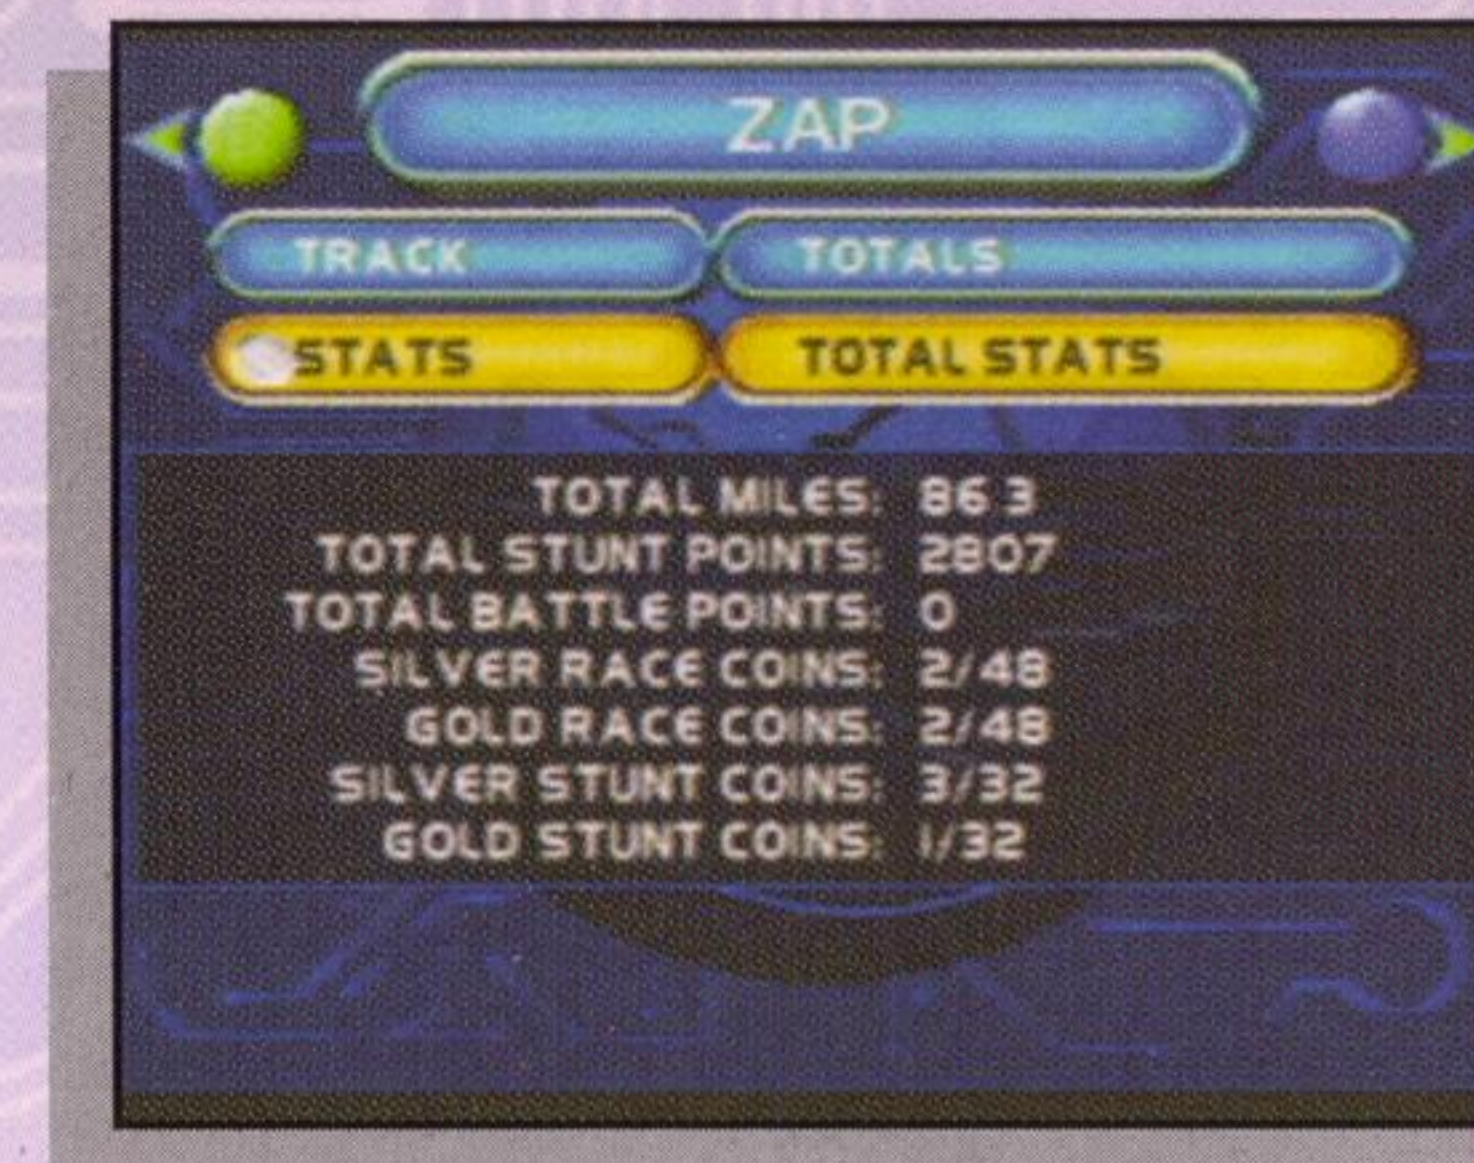 ZAP
TRACK TOTALS
STATS TOTAL STATS
TOTAL MILES: 86.3
TOTAL STUNT POINTS: 2807
TOTAL BATTLE POINTS: 0
SILVER RACE COINS: 2/48
GOLD RACE COINS: 2/48
SILVER STUNT COINS: 3/32
GOLD STUNT COINS: 1/32